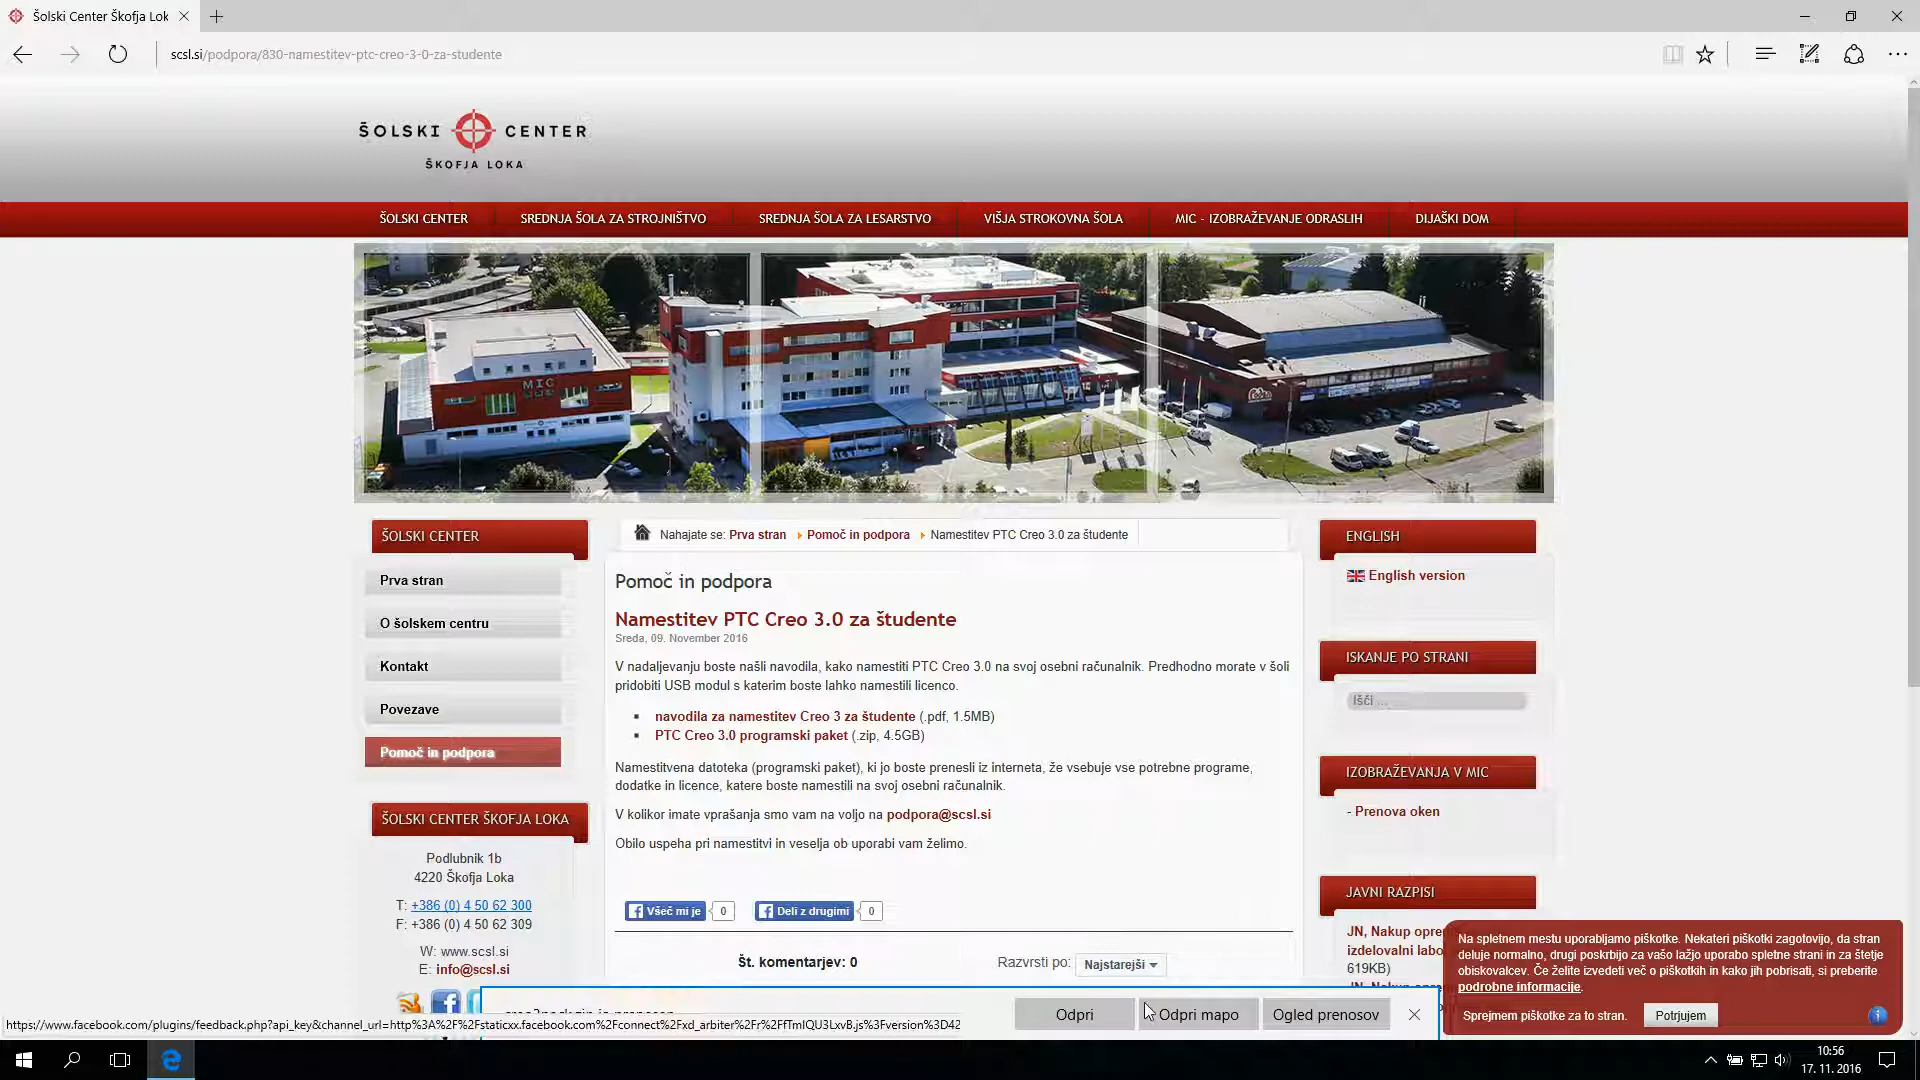 Šolski Center Škofja Lok
scsl.si/podpora/830-namestitev-ptc-creo-3-0-za-studente
ŠOLSKI CENTER
ŠKOFJA LOKA
ŠOLSKI CENTER SREDNJA ŠOLA ZA STROJNIŠTVO SREDNJA ŠOLA ZA LESARSTVO VIŠJA STROKOVNA ŠOLA MIC - IZOBRAŽEVANJE ODRASLIH DIJAŠKI DOM
MIC
ŠOLSKI CENTER
Prva stran
O šolskem centru
Kontakt
Povezave
Pomoč in podpora
ŠOLSKI CENTER ŠKOFJA LOKA
Podlubnik 1b
4220 Škofja Loka
T: +386 (0) 4 50 62 300
F: +386 (0) 4 50 62 309
W: www.scsl.si
E: info@scsl.si
Nahajate se: Prva stran Pomoč in podpora Namestitev PTC Creo 3.0 za študente
Pomoč in podpora
Namestitev PTC Creo 3.0 za študente
Sreda, 09. November 2016
V nadaljevanju boste našli navodila, kako namestiti PTC Creo 3.0 na svoj osebni računalnik. Predhodno morate v šoli
pridobiti USB modul s katerim boste lahko namestili licenco.
navodila za namestitev Creo 3 za študente (.pdf, 1.5MB)
PTC Creo 3.0 programski paket (.zip, 4.5GB)
Namestitvena datoteka (programski paket), ki jo boste prenesli iz interneta, že vsebuje vse potrebne programe,
dodatke in licence, katere boste namestili na svoj osebni računalnik.
V kolikor imate vprašanja smo vam na voljo na podpora@scsl.si
Obilo uspeha pri namestitvi in veselja ob uporabi vam želimo.
Všeč mi je 0 Deli z drugimi 0
Št. komentarjev: 0 Razvrsti po: Najstarejši
ENGLISH
English version
ISKANJE PO STRANI
Išči ...
IZOBRAŽEVANJA V MIC
- Prenova oken
JAVNI RAZPISI
JN, Nakup opre
izdelovalni labo
619KB)
Na spletnem mestu uporabljamo piškotke. Nekateri piškotki zagotovijo, da stran
deluje normalno, drugi poskrbijo za vašo lažjo uporabo spletne strani in za štetje
obiskovalcev. Če želite izvedeti več o piškotkih in kako jih pobrisati, si preberite
podrobne informacije.
Sprejmem piškotke za to stran. Potrjujem
Odpri Odpri mapo Ogled prenosov
https://www.facebook.com/plugins/feedback.php?api_key&channel_url=http%3A%2F%2Fstaticxx.facebook.com%2Fconnect%2Fxd_arbiter%2Fr%2FfTmIQU3LxvB.js%3Fversion%3D42
10:56
17. 11. 2016